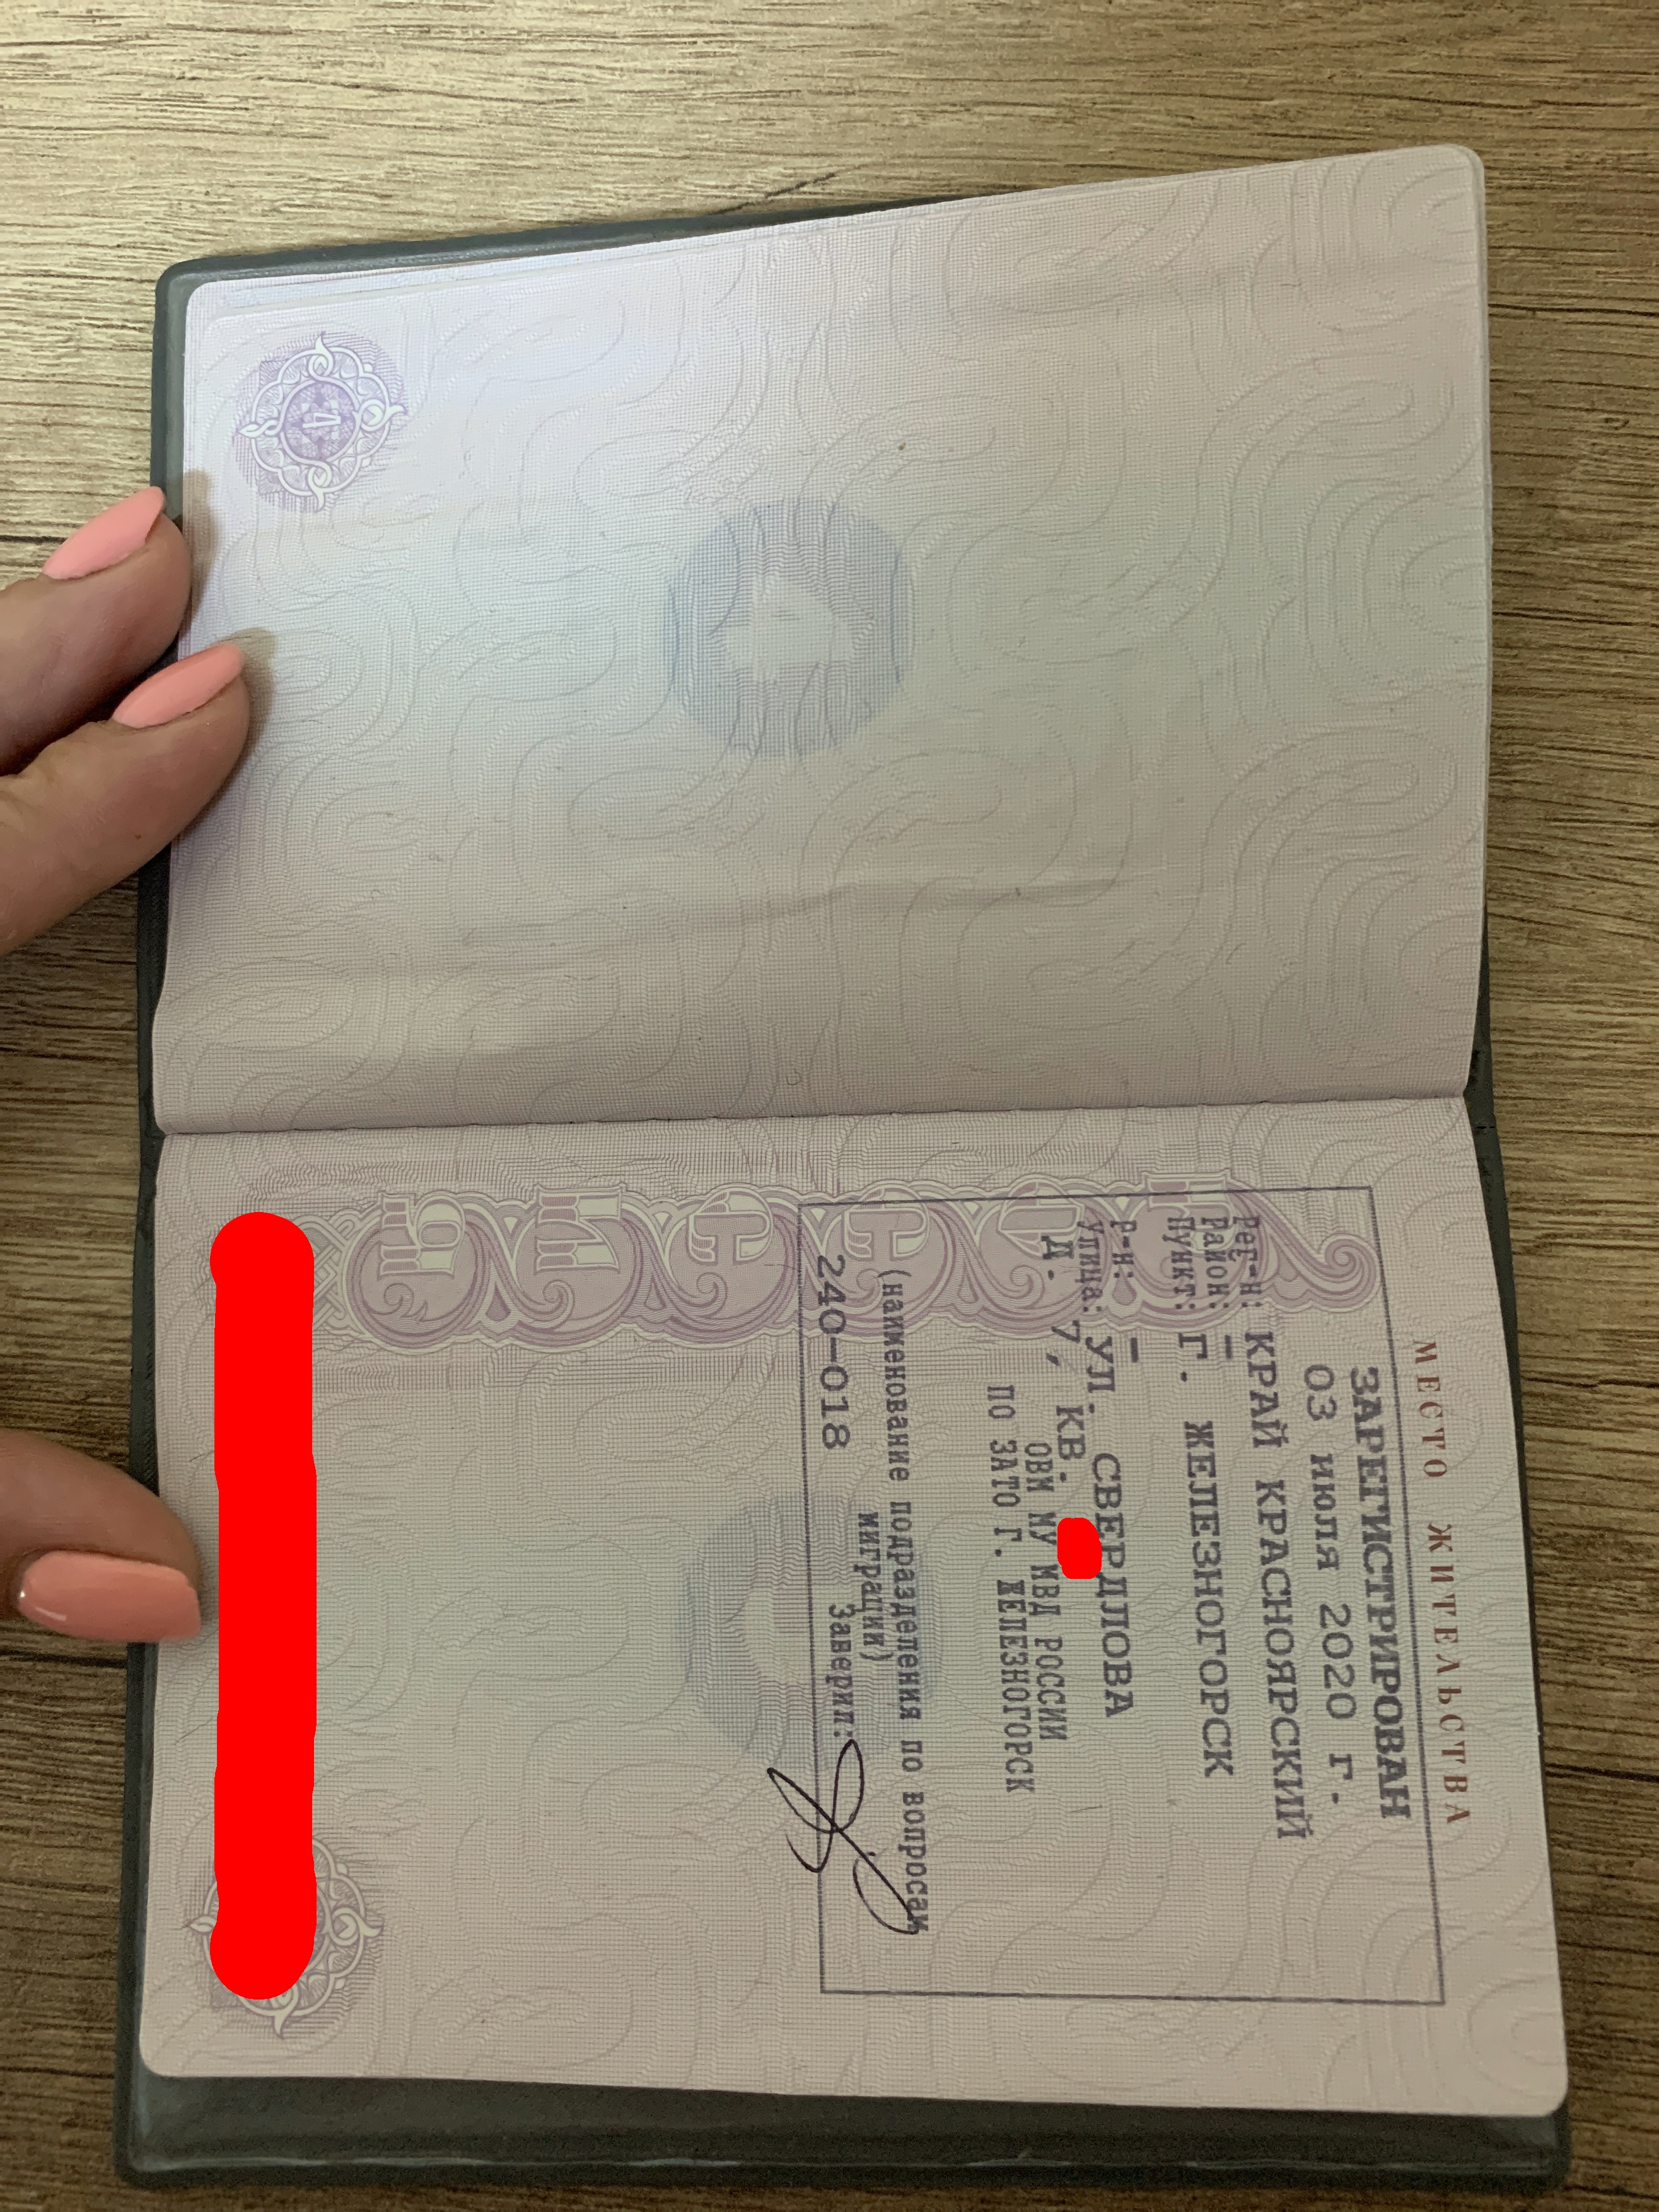 4
МЕСТО ЖИТЕЛЬСТВА
ЗАРЕГИСТРИРОВАН
03 июля 2020 г.
Рег-н: КРАЙ КРАСНОЯРСКИЙ
Район: –
Пункт: Г. ЖЕЛЕЗНОГОРСК
Р-н: –
Улица: УЛ. СВЕРДЛОВА
Д. 7, КВ.
ОВМ МУ МВД РОССИИ
ПО ЗАТО Г. ЖЕЛЕЗНОГОРСК
(наименование подразделения по вопросам
миграции)
240-018 Заверил: